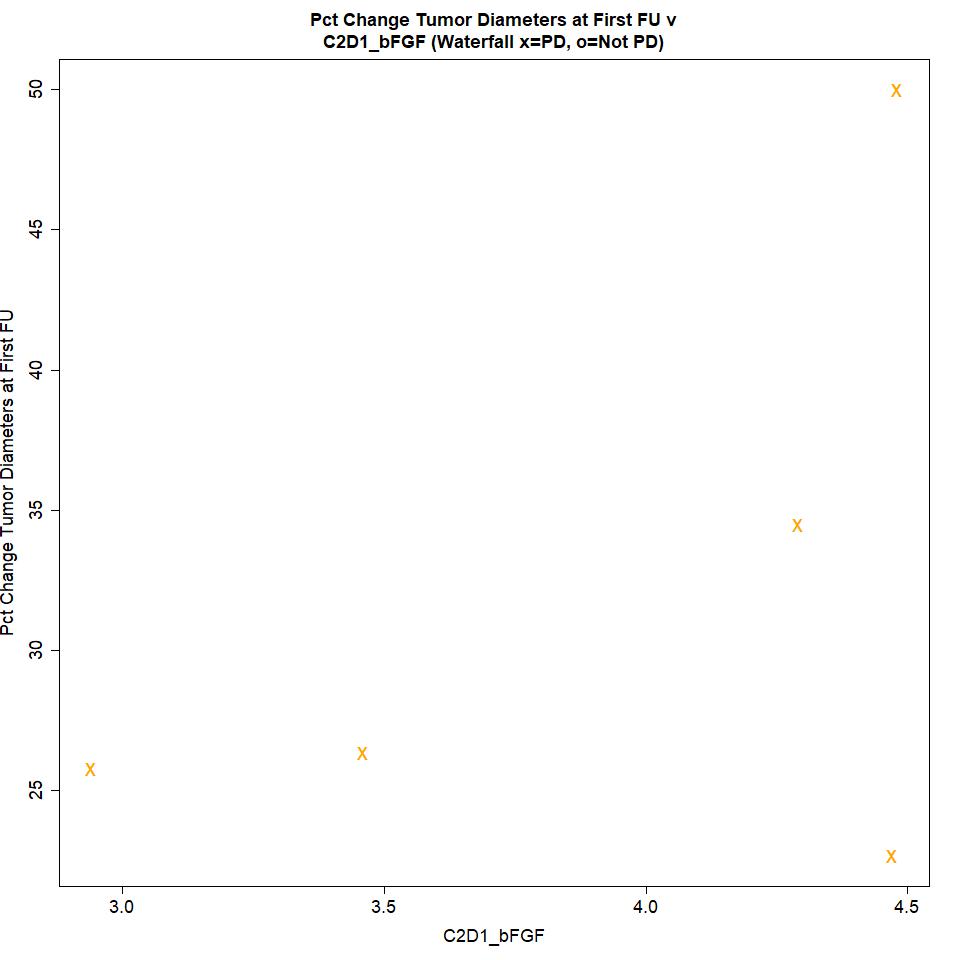 Pct Change Tumor Diameters at First FU v
C2D1_bFGF (Waterfall x=PD, o=Not PD)
Pct Change Tumor Diameters at First FU
50
45
40
35
30
25
X
X
X
X
X
3.0
3.5
4.0
4.5
C2D1_bFGF